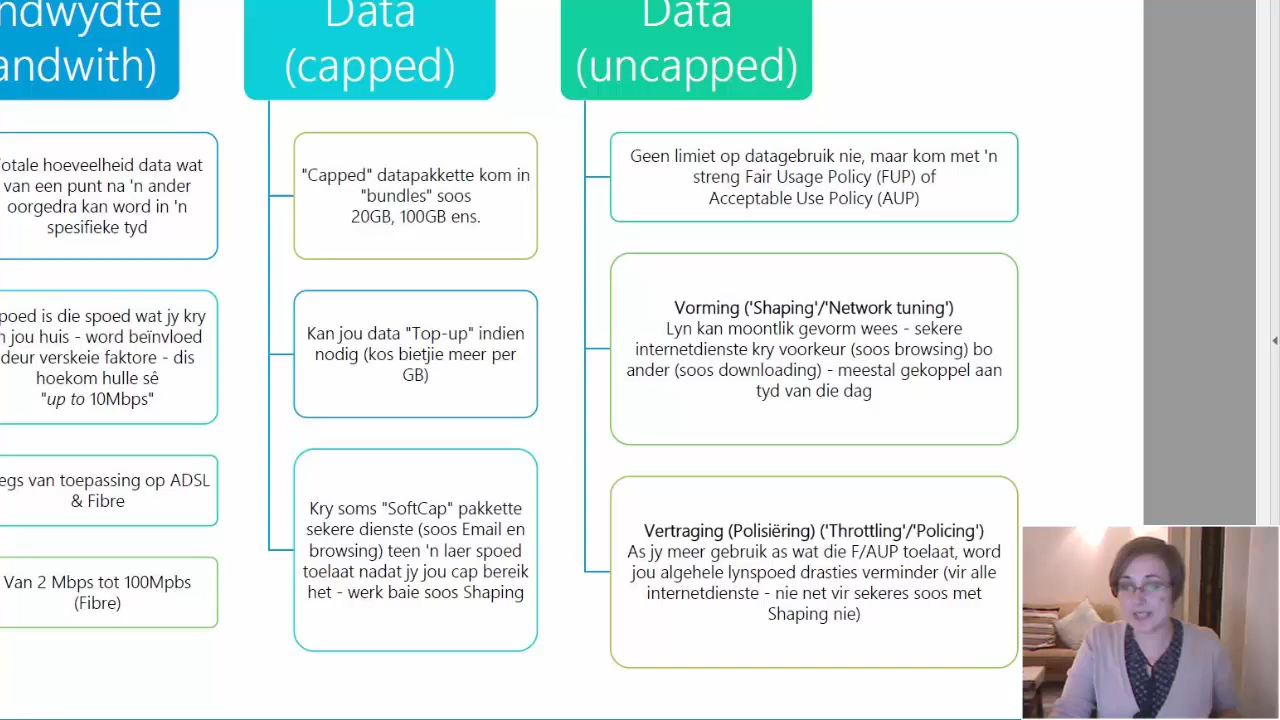 Data
(capped)
Data
(uncapped)
data wat
van een punt na 'n ander
oorgedra kan word in 'n
spesifieke tyd
is die spoed wat jy kry
jou huis - word beïnvloed
deur verskeie faktore - dis
hoekom hulle sê
"up to 10Mbps"
van toepassing op ADSL
& Fibre
Van 2 Mbps tot 100Mpbs
(Fibre)
"Capped" datapakkette kom in
"bundles" soos
20GB, 100GB ens.
Kan jou data "Top-up" indien
nodig (kos bietjie meer per
GB)
Kry soms "SoftCap" pakkette
sekere dienste (soos Email en
browsing) teen 'n laer spoed
toelaat nadat jy jou cap bereik
het - werk baie soos Shaping
Geen limiet op datagebruik nie, maar kom met 'n
streng Fair Usage Policy (FUP) of
Acceptable Use Policy (AUP)
Vorming ('Shaping'/'Network tuning')
Lyn kan moontlik gevorm wees - sekere
internetdienste kry voorkeur (soos browsing) bo
ander (soos downloading) - meestal gekoppel aan
tyd van die dag
Vertraging (Polisiëring) ('Throttling'/'Policing')
As jy meer gebruik as wat die F/AUP toelaat, word
jou algehele lynspoed drasties verminder (vir alle
internetdienste - nie net vir sekeres soos met
Shaping nie)